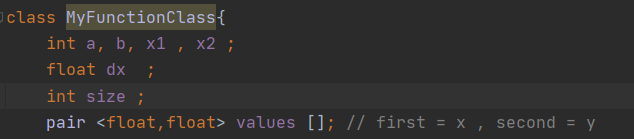 class MyFunctionClass{
int a, b, x1 , x2 ;
float dx  ;
int size ;
pair <float,float> values []; // first = x , second = y